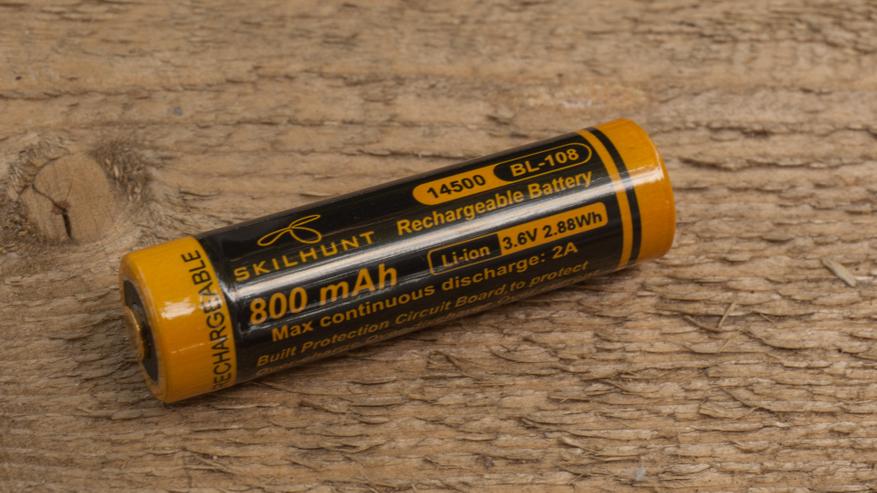 14500 BL-108
Rechargeable Battery
SKILHUNT
Li-ion 3.6V 2.88Wh
800 mAh
Max continuous discharge: 2A
Built Protection Circuit Board to protect
RECHARGEABLE